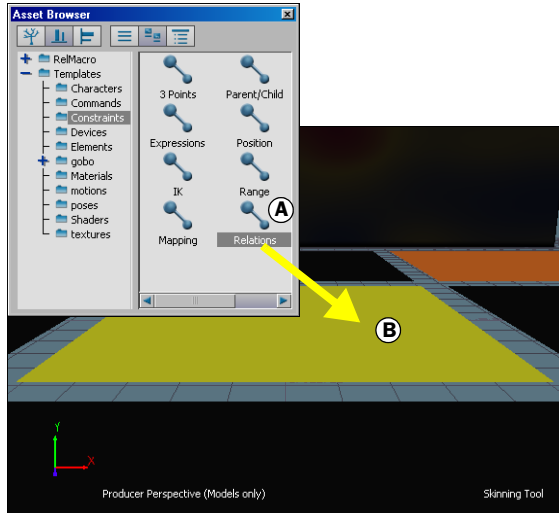 Asset Browser
RelMacro
Templates
Characters
Commands
Constraints
Devices
Elements
gobo
Materials
motions
poses
Shaders
textures
3 Points
Parent/Child
Expressions
Position
IK
Range
Mapping
Relations
A
B
Y
X
Producer Perspective (Models only)
Skinning Tool